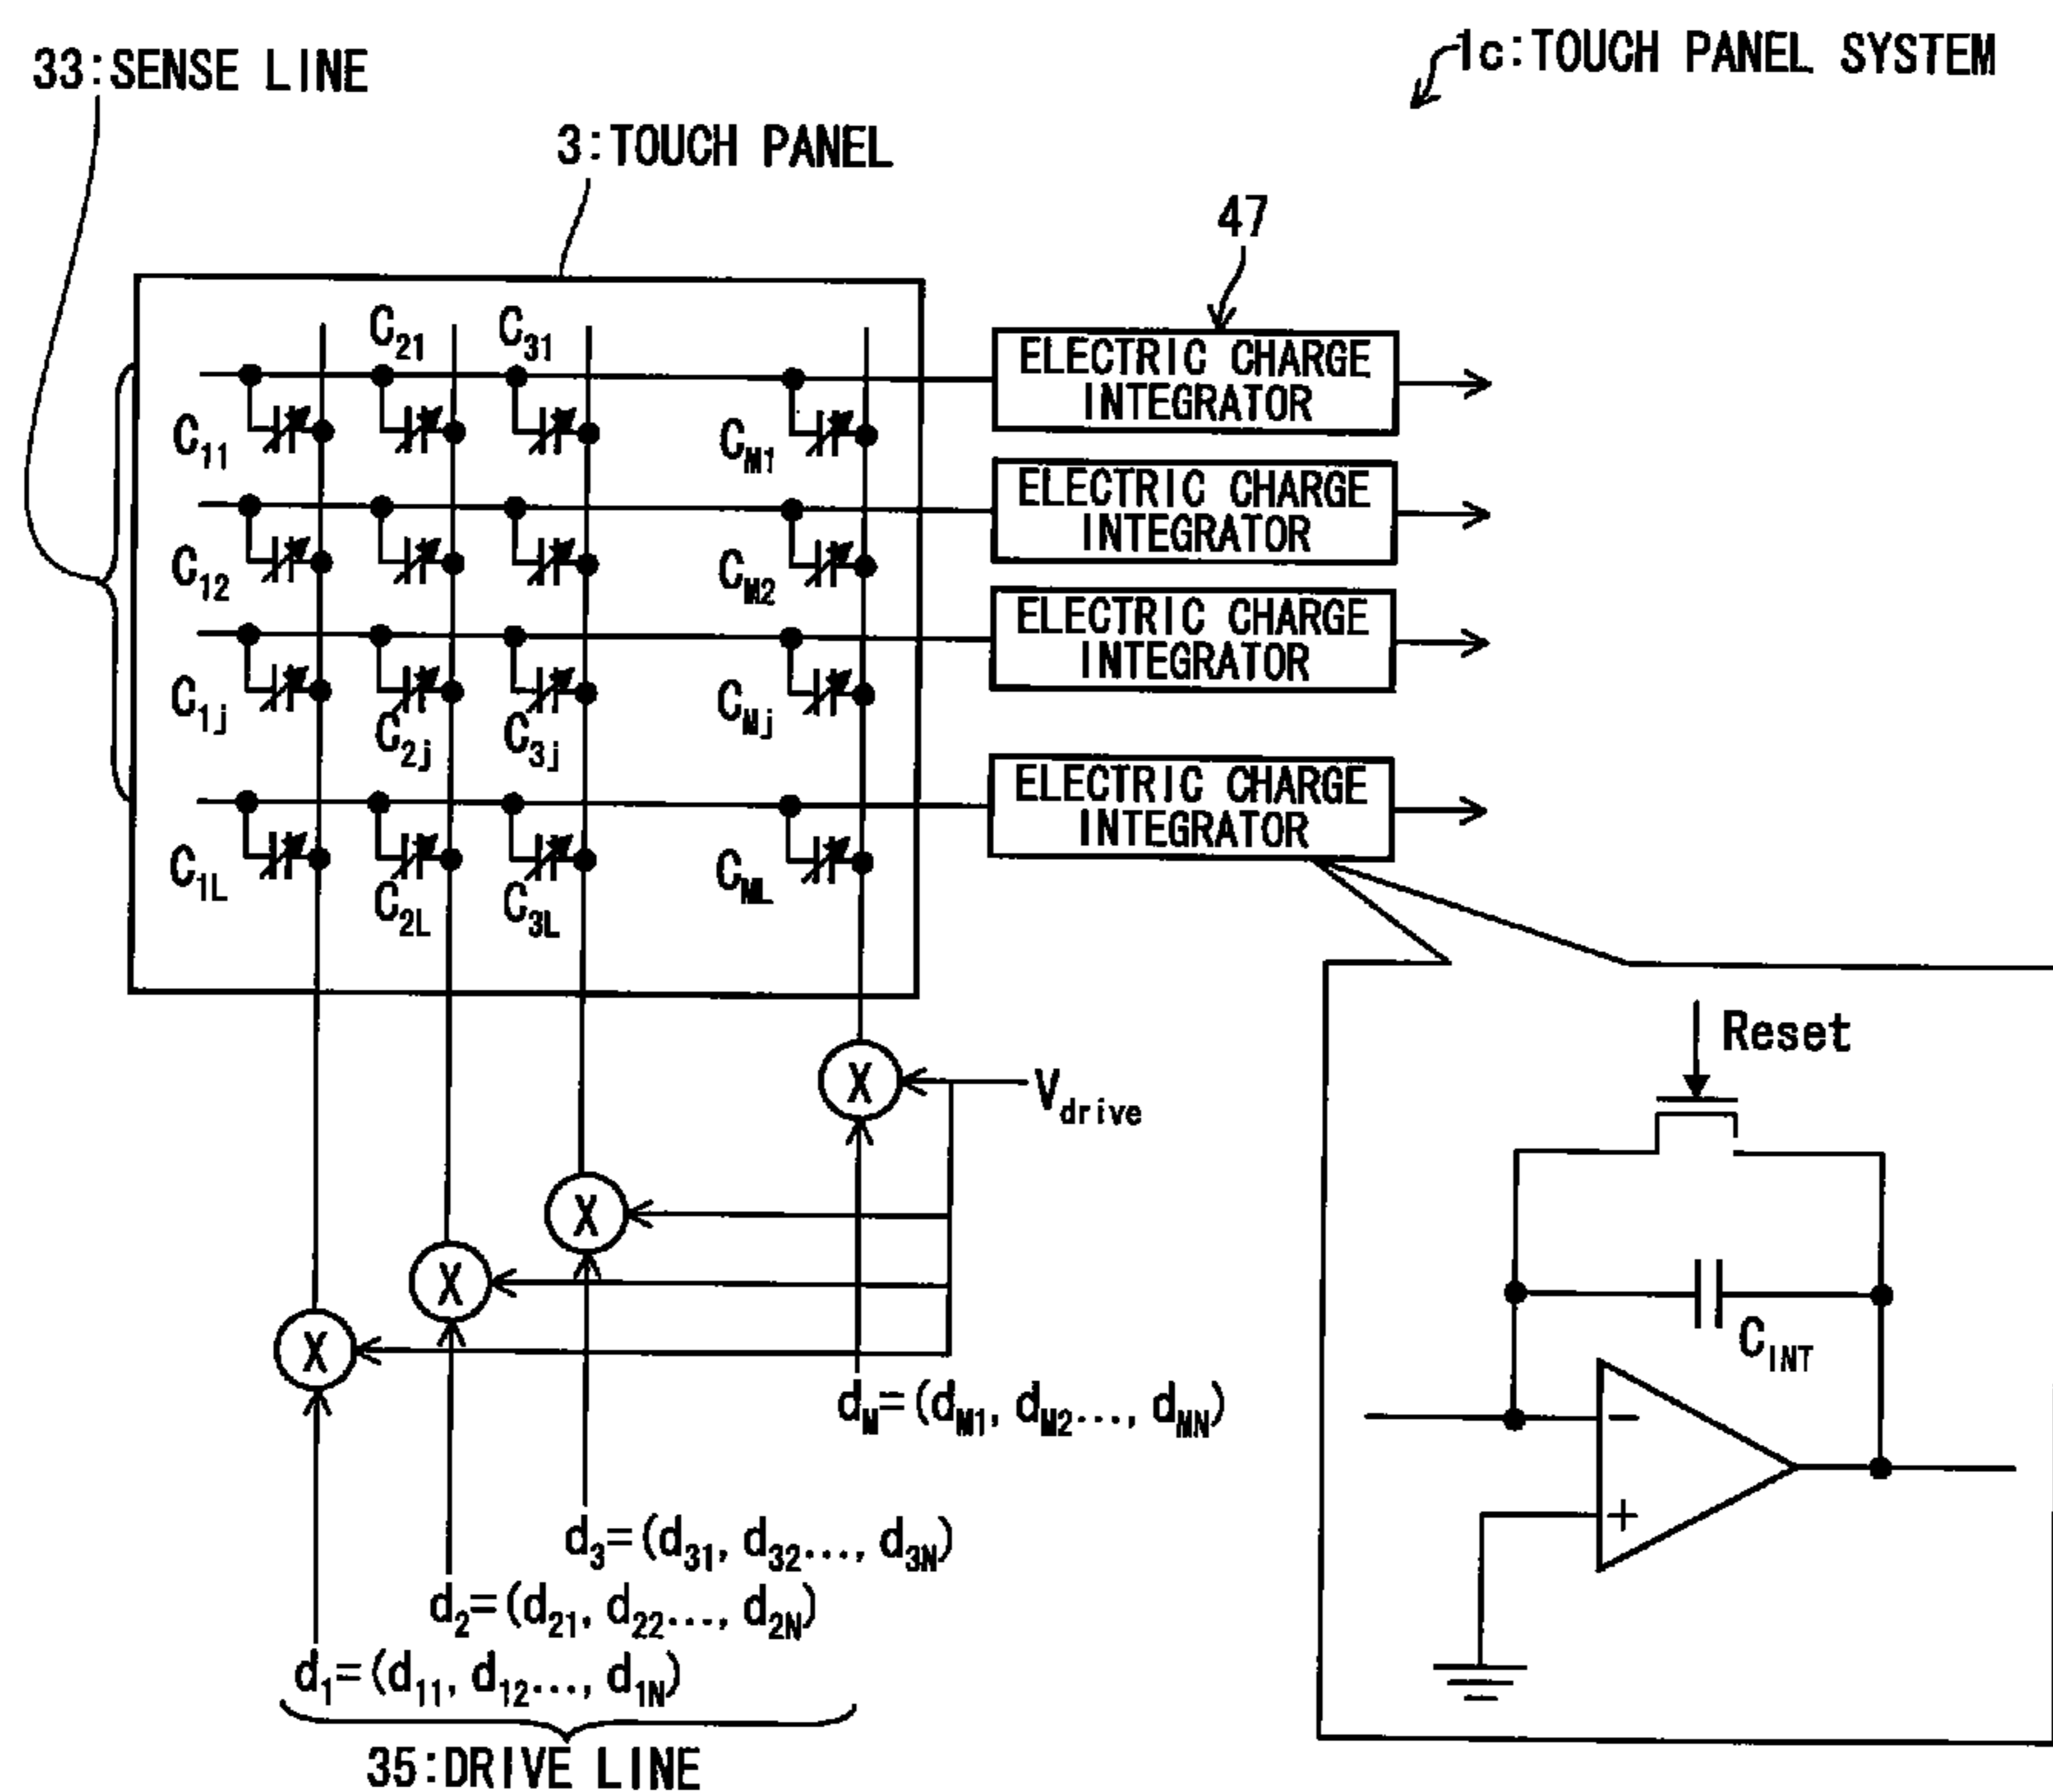 33:SENSE LINE
1c:TOUCH PANEL SYSTEM
3:TOUCH PANEL
47
C21 C31
ELECTRIC CHARGE
INTEGRATOR
C11 CM1
ELECTRIC CHARGE
INTEGRATOR
C12 CM2
ELECTRIC CHARGE
INTEGRATOR
C1j C2j C3j CMj
ELECTRIC CHARGE
INTEGRATOR
C1L C2L C3L CML
Reset
X Vdrive
X
X
X
CINT
−
+
dM=(dM1, dM2..., dMN)
d3=(d31, d32..., d3N)
d2=(d21, d22..., d2N)
d1=(d11, d12..., d1N)
35:DRIVE LINE